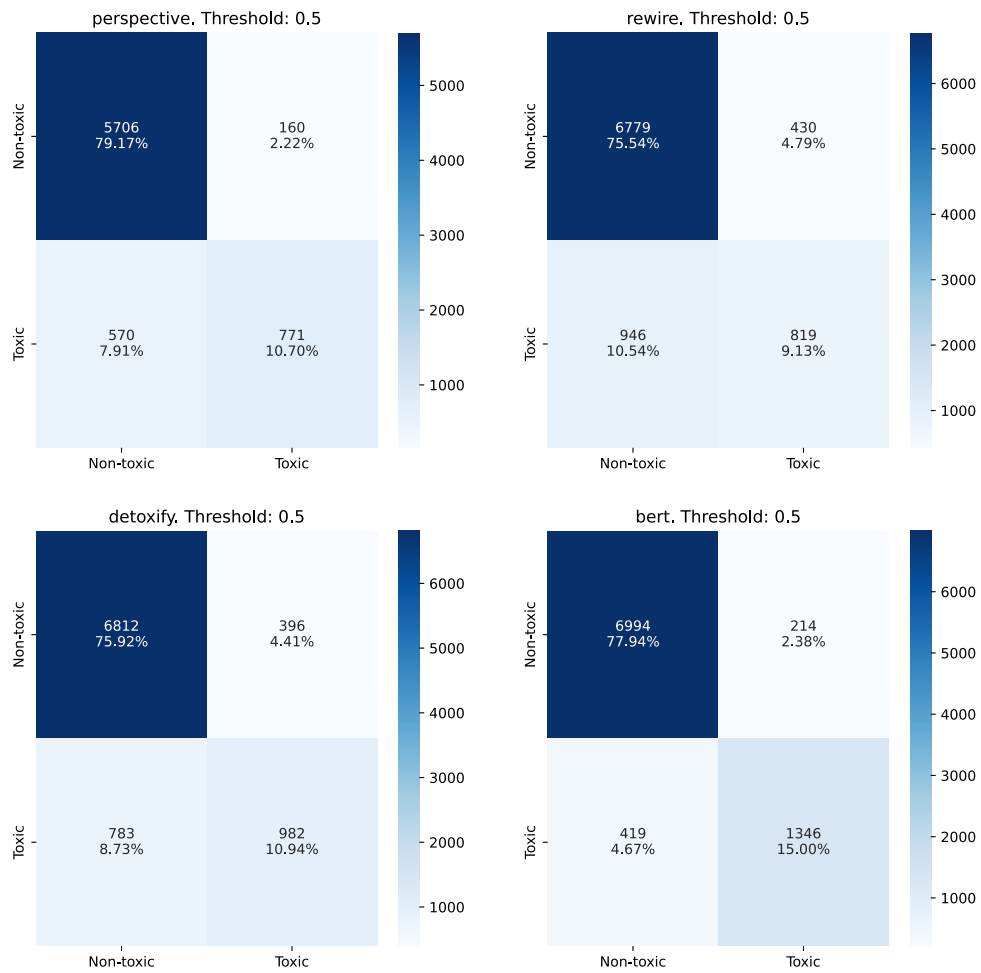 perspective. Threshold: 0.5
Non-toxic
5706
79.17%
160
2.22%
Toxic
570
7.91%
771
10.70%
Non-toxic
Toxic
5000
4000
3000
2000
1000
rewire. Threshold: 0.5
Non-toxic
6779
75.54%
430
4.79%
Toxic
946
10.54%
819
9.13%
Non-toxic
Toxic
6000
5000
4000
3000
2000
1000
detoxify. Threshold: 0.5
Non-toxic
6812
75.92%
396
4.41%
Toxic
783
8.73%
982
10.94%
Non-toxic
Toxic
6000
5000
4000
3000
2000
1000
bert. Threshold: 0.5
Non-toxic
6994
77.94%
214
2.38%
Toxic
419
4.67%
1346
15.00%
Non-toxic
Toxic
6000
5000
4000
3000
2000
1000